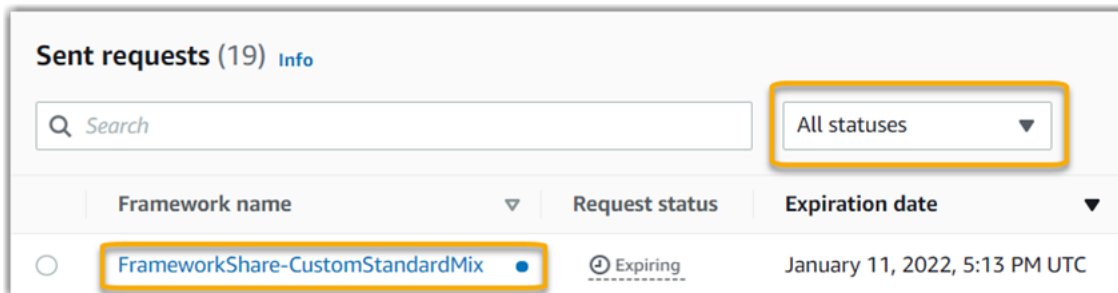 Sent requests (19) Info
Search
All statuses
Framework name
Request status
Expiration date
FrameworkShare-CustomStandardMix
Expiring
January 11, 2022, 5:13 PM UTC